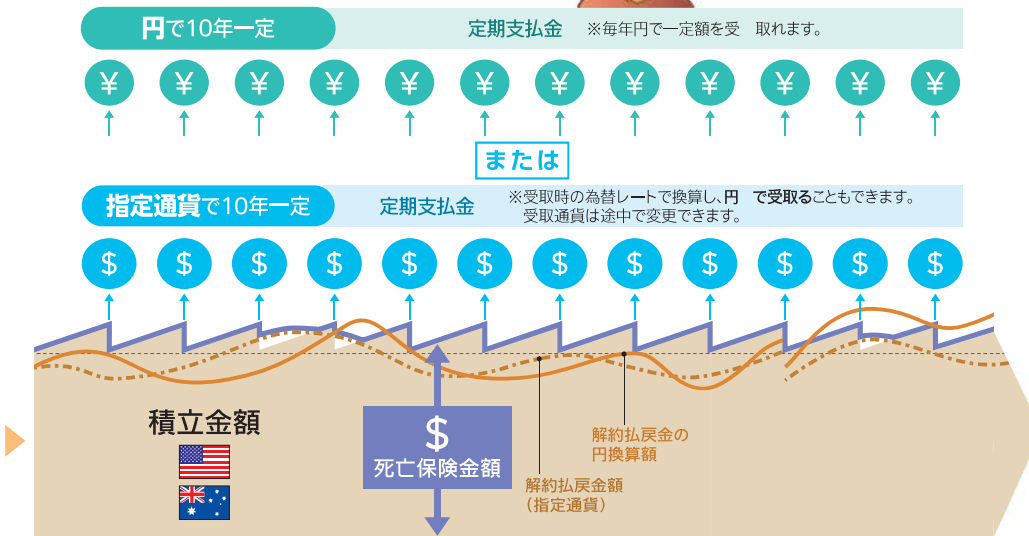 円で10年一定 定期支払金 ※毎年円で一定額を受 取れます。
¥ ¥ ¥ ¥ ¥ ¥ ¥ ¥ ¥ ¥ ¥ ¥
または
指定通貨で10年一定 定期支払金 ※受取時の為替レートで換算し、円 で受取ることもできます。
受取通貨は途中で変更できます。
$ $ $ $ $ $ $ $ $ $ $ $
積立金額
$
死亡保険金額
解約払戻金の
円換算額
解約払戻金額
（指定通貨）